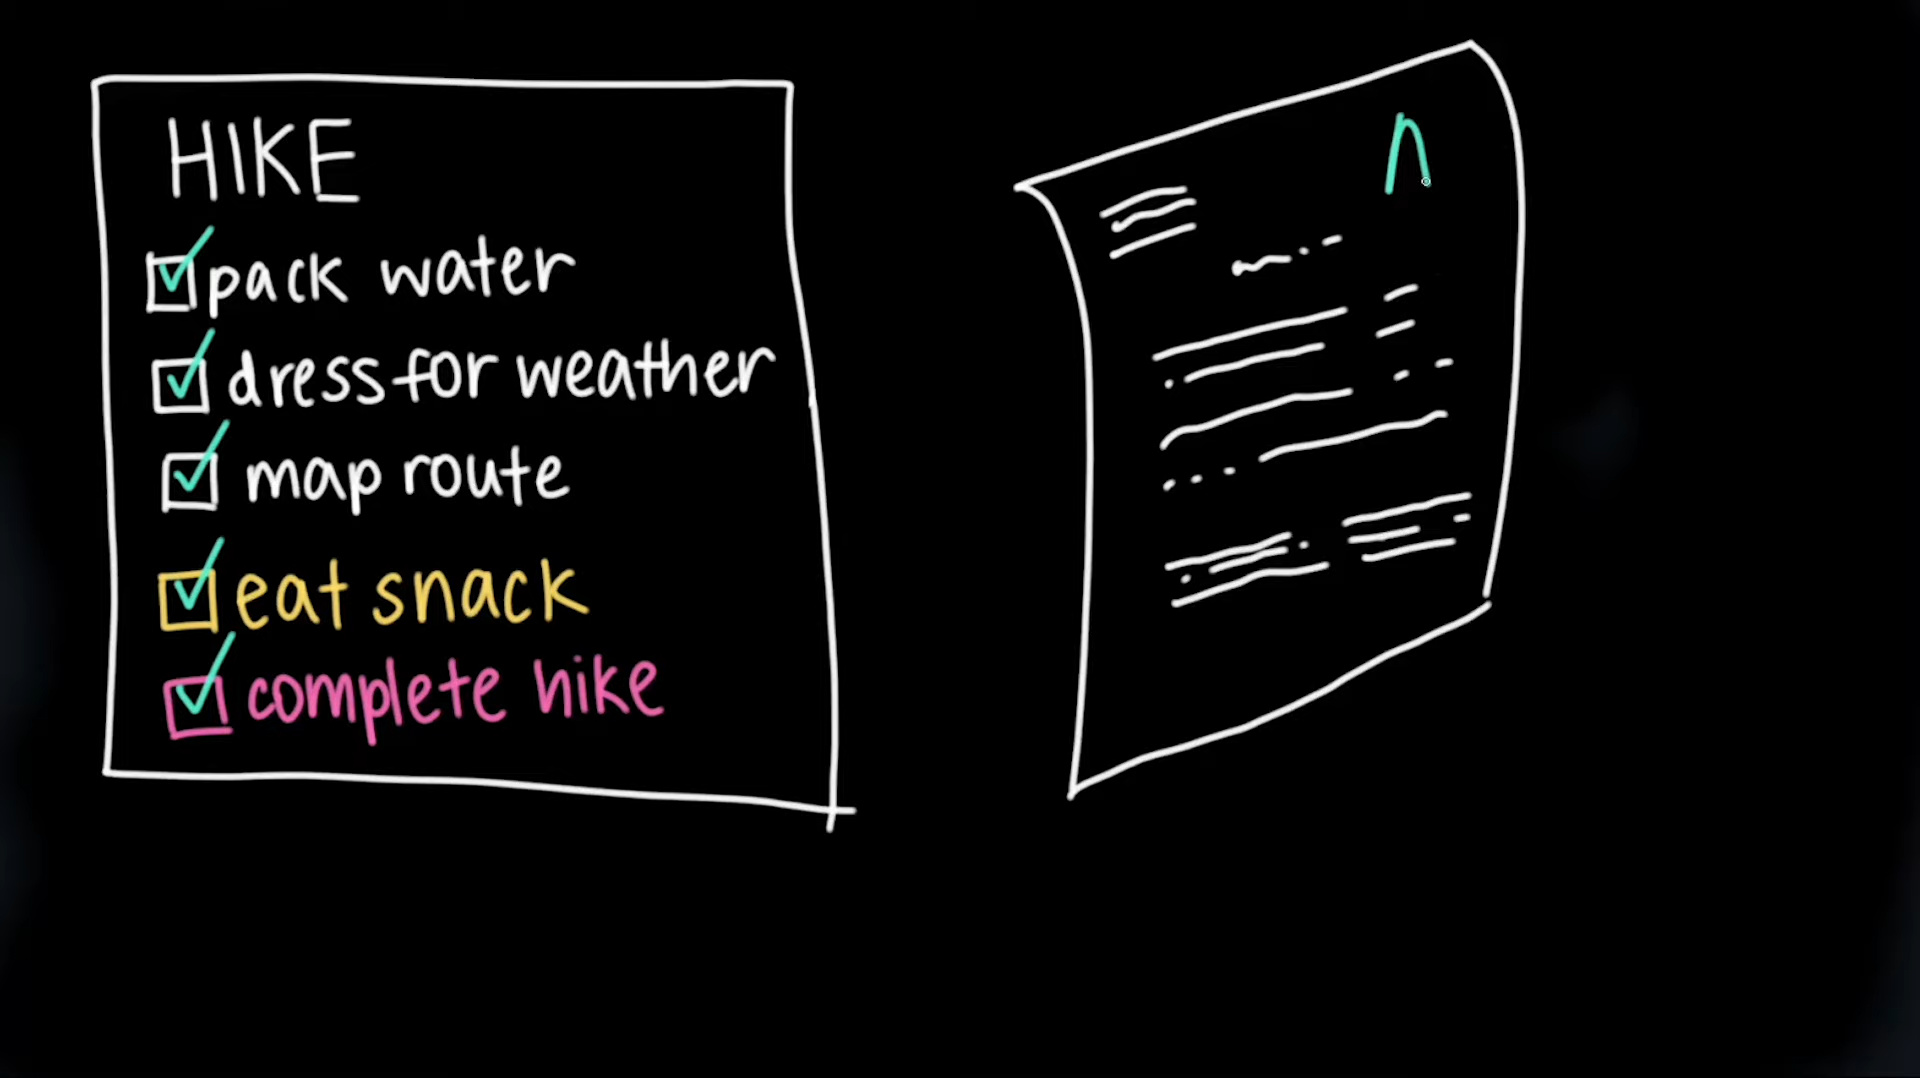 HIKE
pack water
dress for weather
map route
eat snack
complete hike